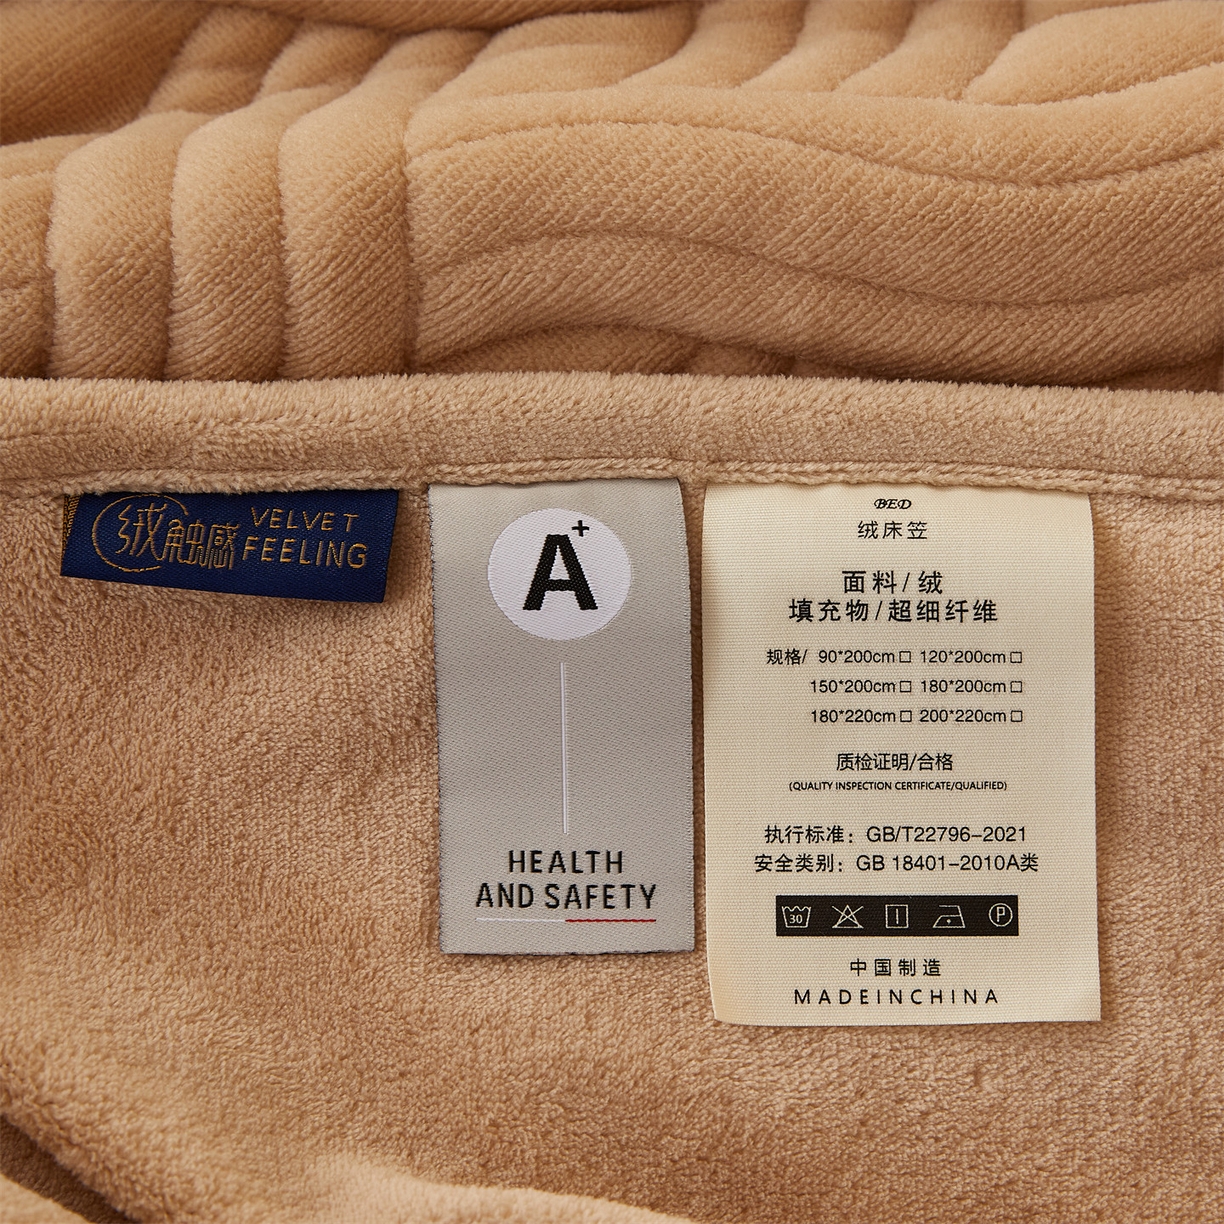 绒触感
VELVET
FEELING
A+
HEALTH
AND SAFETY
BED
绒床笠
面料/绒
填充物/超细纤维
规格/ 90*200cm□ 120*200cm□
150*200cm□ 180*200cm□
180*220cm□ 200*220cm□
质检证明/合格
(QUALITY INSPECTION CERTIFICATE/QUALIFIED)
执行标准：GB/T22796-2021
安全类别：GB 18401-2010A类
30 P
中国制造
MADEINCHINA